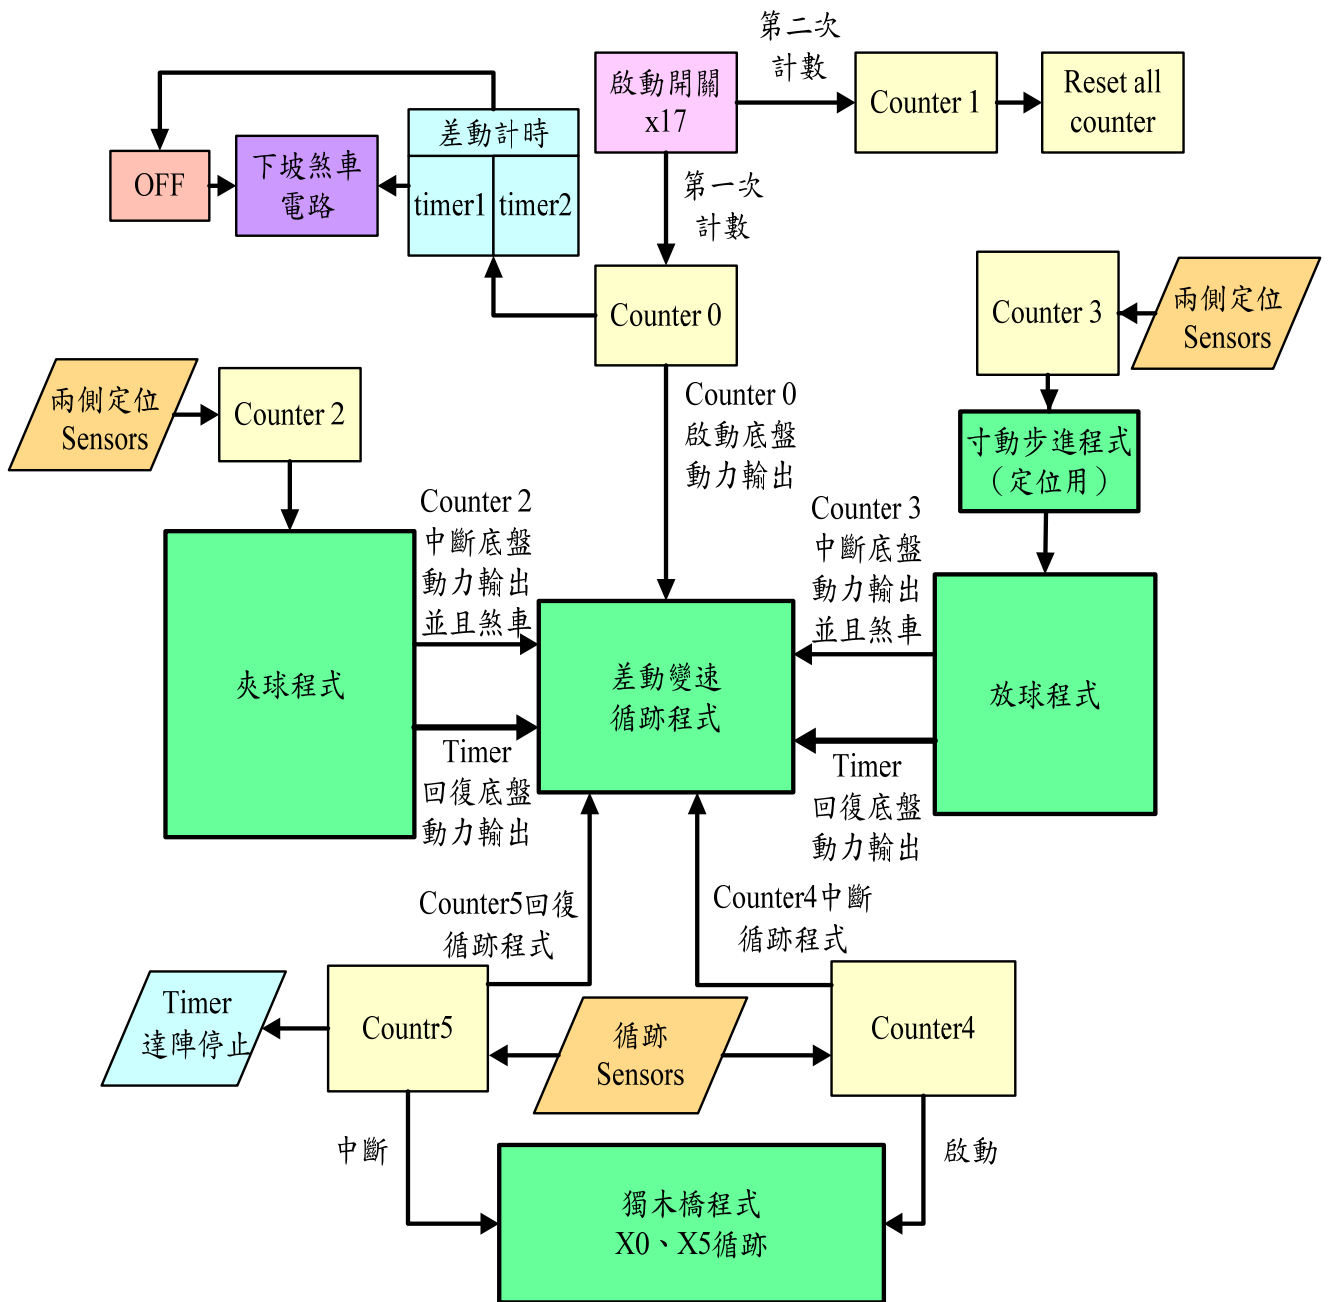 第二次
計數
啟動開關
x17
Counter 1
Reset all
counter
差動計時
timer1
timer2
OFF
下坡煞車
電路
第一次
計數
Counter 0
Counter 3
兩側定位
Sensors
兩側定位
Sensors
Counter 2
Counter 0
啟動底盤
動力輸出
寸動步進程式
（定位用）
Counter 2
中斷底盤
動力輸出
並且煞車
Counter 3
中斷底盤
動力輸出
並且煞車
夾球程式
差動變速
循跡程式
放球程式
Timer
回復底盤
動力輸出
Timer
回復底盤
動力輸出
Counter5回復
循跡程式
Counter4中斷
循跡程式
Timer
達陣停止
Countr5
循跡
Sensors
Counter4
中斷
啟動
獨木橋程式
X0、X5循跡